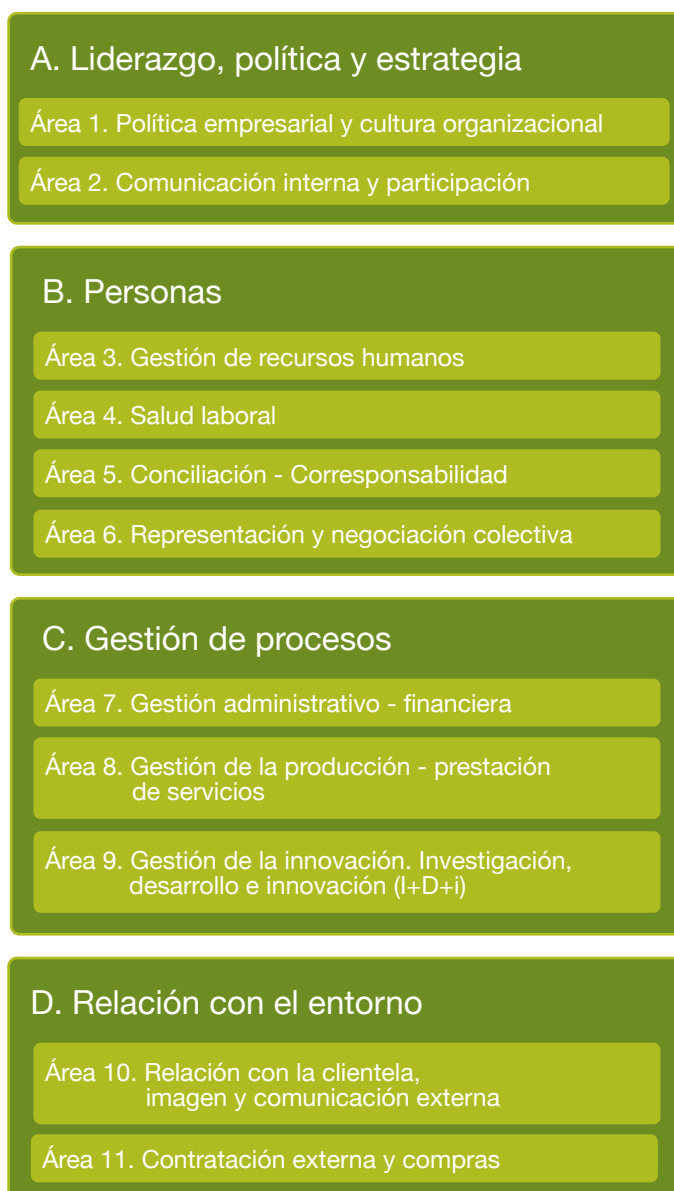 A. Liderazgo, política y estrategia
Área 1. Política empresarial y cultura organizacional
Área 2. Comunicación interna y participación
B. Personas
Área 3. Gestión de recursos humanos
Área 4. Salud laboral
Área 5. Conciliación - Corresponsabilidad
Área 6. Representación y negociación colectiva
C. Gestión de procesos
Área 7. Gestión administrativo - financiera
Área 8. Gestión de la producción - prestación
de servicios
Área 9. Gestión de la innovación. Investigación,
desarrollo e innovación (I+D+i)
D. Relación con el entorno
Área 10. Relación con la clientela,
imagen y comunicación externa
Área 11. Contratación externa y compras